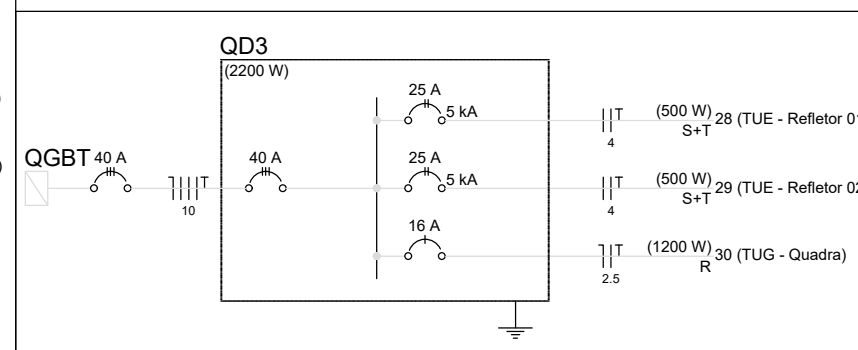 QD3
(2200 W)
25 A
5 kA
T
4
(500 W)
S+T
28 (TUE - Refletor 01
QGBT
40 A
T
10
40 A
25 A
5 kA
T
4
(500 W)
S+T
29 (TUE - Refletor 02
16 A
T
2.5
(1200 W)
R
30 (TUG - Quadra)